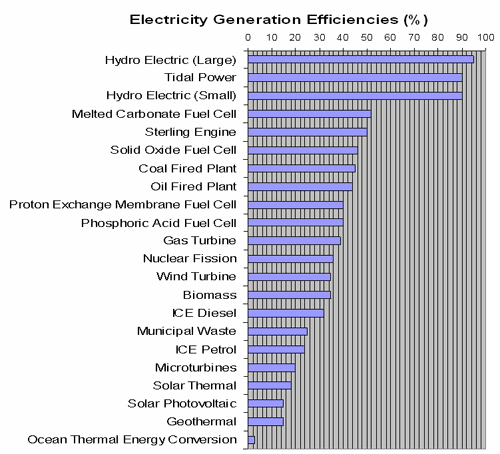 Electricity Generation Efficiencies (%)
0 10 20 30 40 50 60 70 80 90 100
Hydro Electric (Large)
Tidal Power
Hydro Electric (Small)
Melted Carbonate Fuel Cell
Sterling Engine
Solid Oxide Fuel Cell
Coal Fired Plant
Oil Fired Plant
Proton Exchange Membrane Fuel Cell
Phosphoric Acid Fuel Cell
Gas Turbine
Nuclear Fission
Wind Turbine
Biomass
ICE Diesel
Municipal Waste
ICE Petrol
Microturbines
Solar Thermal
Solar Photovoltaic
Geothermal
Ocean Thermal Energy Conversion